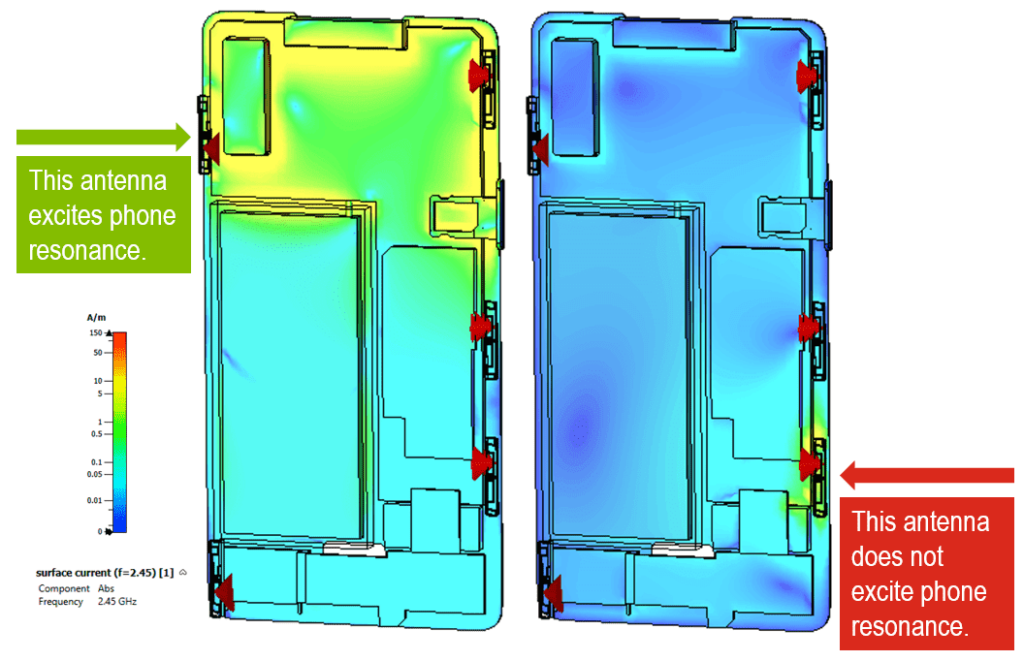 This antenna
excites phone
resonance.
A/m
150
50
10
5
1
0.5
0.1
0.05
0.01
0
surface current (f=2.45) [1]
Component Abs
Frequency 2.45 GHz
This antenna
does not
excite phone
resonance.